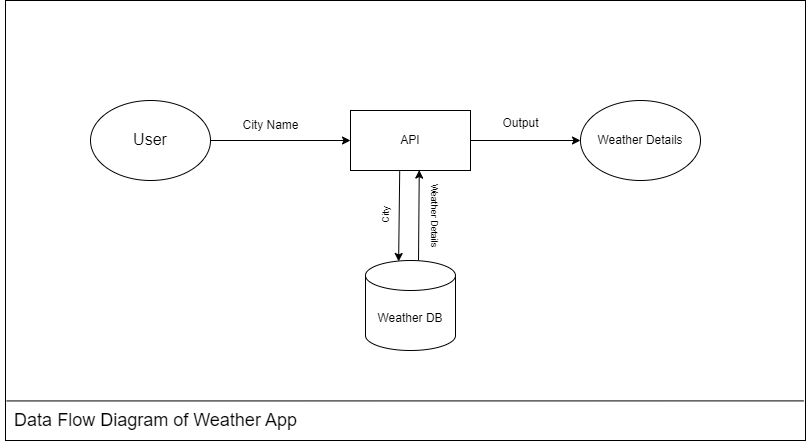 City Name
Output
User
API
Weather Details
City
Weather Details
Weather DB
Data Flow Diagram of Weather App